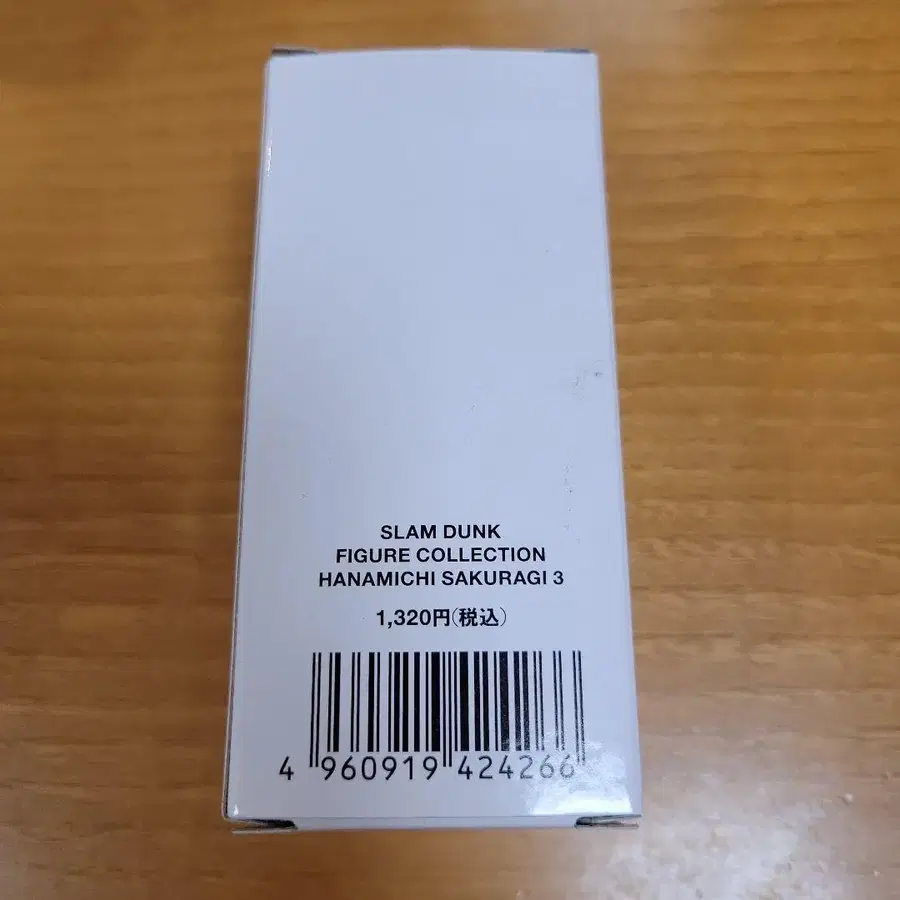 SLAM DUNK
FIGURE COLLECTION
HANAMICHI SAKURAGI 3
1,320円(税込)
4 960919 424266